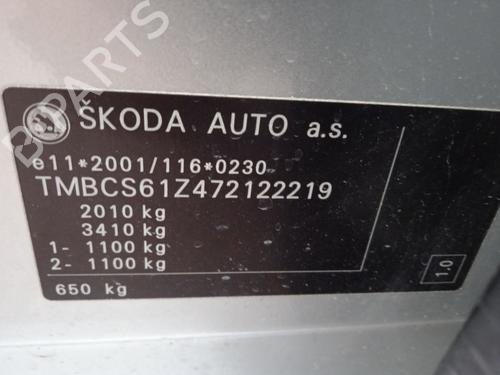 ŠKODA AUTO a.s.
e11*2001/116*0230
TMBCS61Z472122219
2010 kg
3410 kg
1- 1100 kg
2- 1100 kg
650 kg
1.0
B PARTS